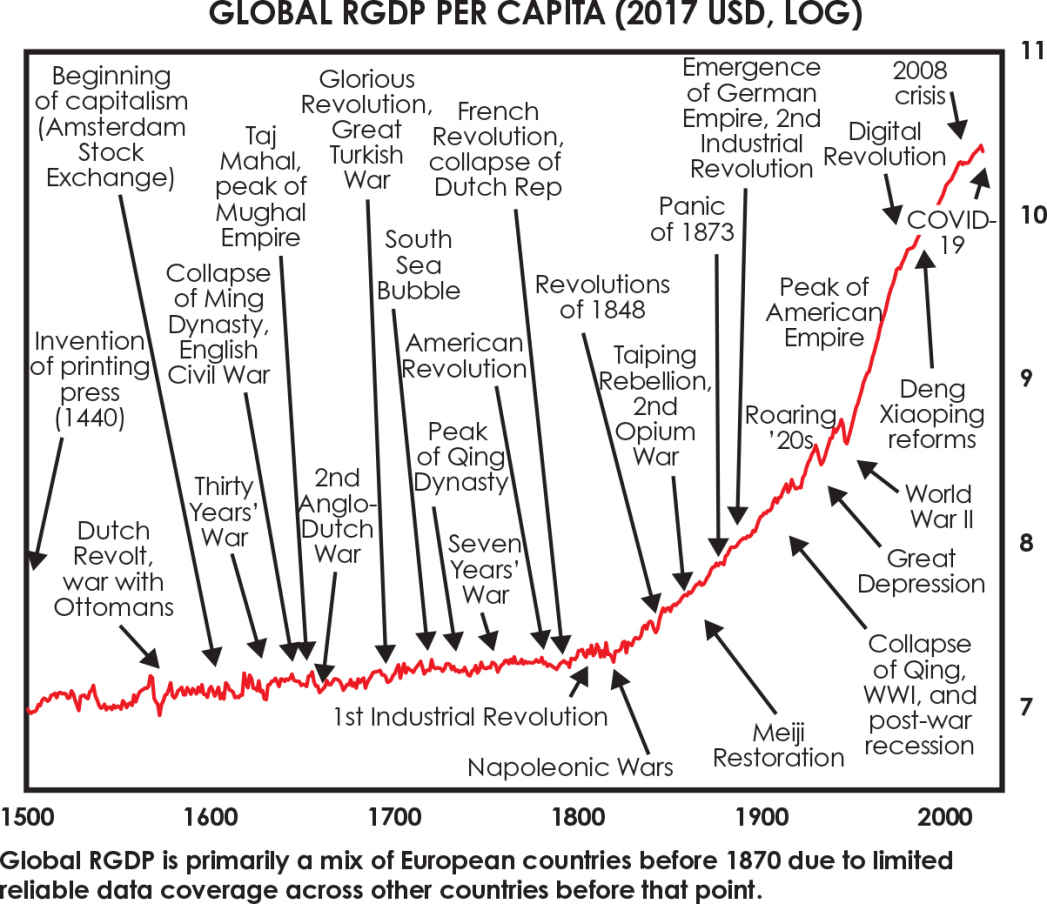 GLOBAL RGDP PER CAPITA (2017 USD, LOG)
Beginning
of capitalism
(Amsterdam
Stock
Exchange)
Taj
Mahal,
peak of
Mughal
Empire
Glorious
Revolution,
Great
Turkish
War
French
Revolution,
collapse of
Dutch Rep
Emergence
of German
Empire, 2nd
Industrial
Revolution
2008
crisis
Digital
Revolution
Panic
of 1873
COVID-
19
South
Sea
Bubble
Collapse
of Ming
Dynasty,
English
Civil War
Revolutions
of 1848
Peak of
American
Empire
Invention
of printing
press
(1440)
American
Revolution
Taiping
Rebellion,
2nd
Opium
War
Deng
Xiaoping
reforms
Roaring
’20s
Peak
of Qing
Dynasty
Thirty
Years’
War
2nd
Anglo-
Dutch
War
World
War II
Dutch
Revolt,
war with
Ottomans
Seven
Years’
War
Great
Depression
Collapse
of Qing,
WWI, and
post-war
recession
1st Industrial Revolution
Meiji
Restoration
Napoleonic Wars
11
10
9
8
7
1500 1600 1700 1800 1900 2000
Global RGDP is primarily a mix of European countries before 1870 due to limited
reliable data coverage across other countries before that point.